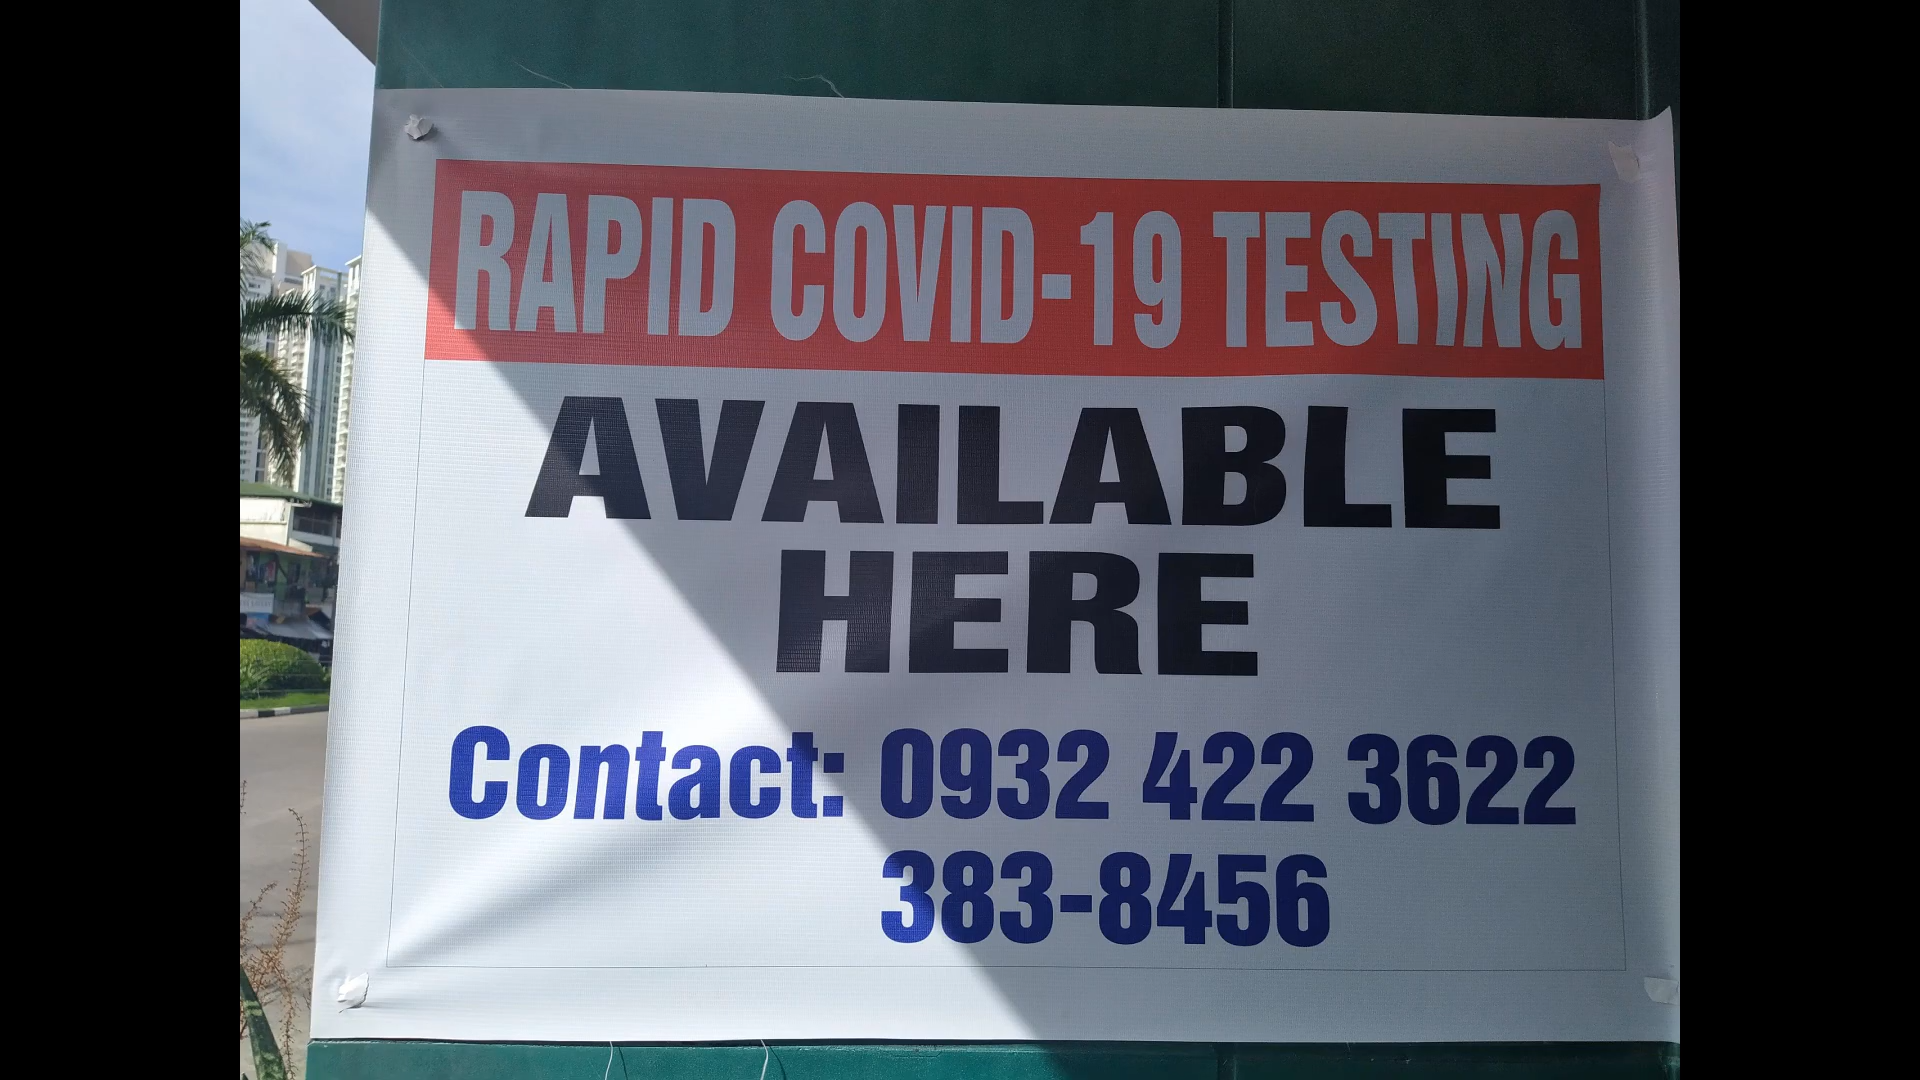 RAPID COVID-19 TESTING
AVAILABLE
HERE
Contact: 0932 422 3622
383-8456